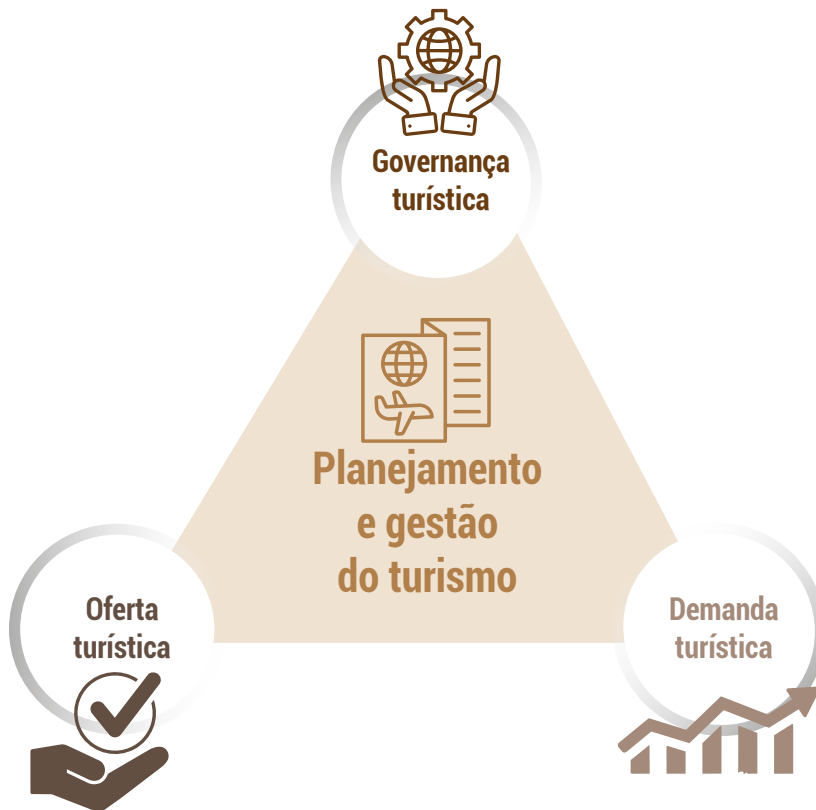 Governança
turística
Planejamento
e gestão
do turismo
Oferta
turística
Demanda
turística